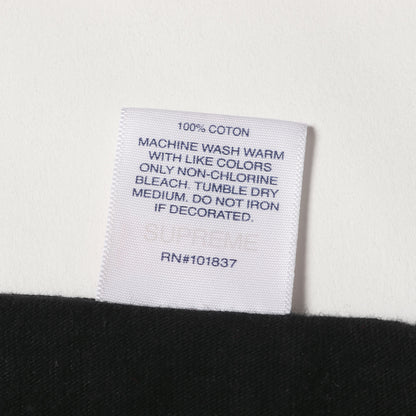 100% COTON
MACHINE WASH WARM
WITH LIKE COLORS
ONLY NON-CHLORINE
BLEACH. TUMBLE DRY
MEDIUM. DO NOT IRON
IF DECORATED.
SUPREME
RN#101837